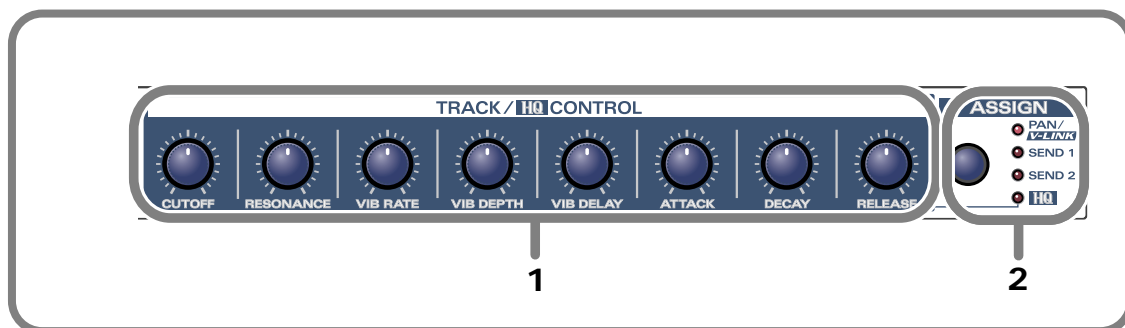 TRACK/HQ CONTROL
CUTOFF RESONANCE VIB RATE VIB DEPTH VIB DELAY ATTACK DECAY RELEASE
ASSIGN
PAN/
V-LINK
SEND 1
SEND 2
HQ
1
2